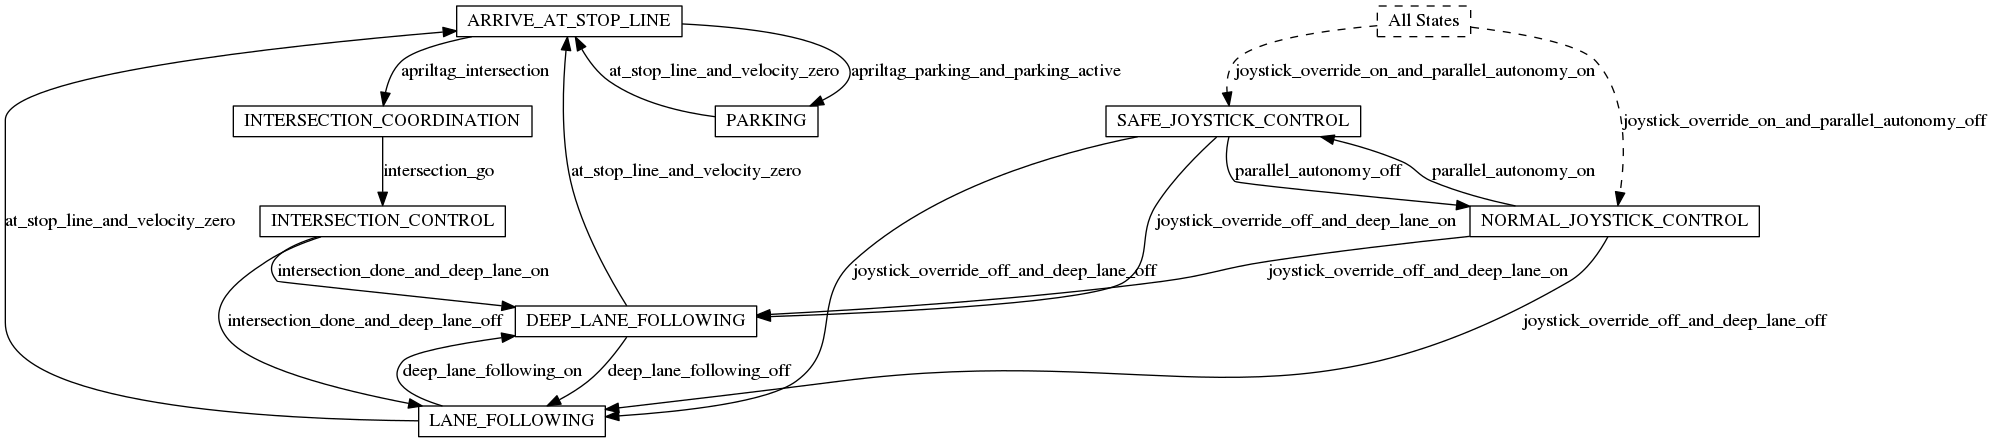 ARRIVE_AT_STOP_LINE
All States
apriltag_intersection
at_stop_line_and_velocity_zero
apriltag_parking_and_parking_active
joystick_override_on_and_parallel_autonomy_on
INTERSECTION_COORDINATION
PARKING
SAFE_JOYSTICK_CONTROL
joystick_override_on_and_parallel_autonomy_off
intersection_go
at_stop_line_and_velocity_zero
parallel_autonomy_off
parallel_autonomy_on
at_stop_line_and_velocity_zero
INTERSECTION_CONTROL
joystick_override_off_and_deep_lane_on
NORMAL_JOYSTICK_CONTROL
intersection_done_and_deep_lane_on
joystick_override_off_and_deep_lane_off
joystick_override_off_and_deep_lane_on
intersection_done_and_deep_lane_off
DEEP_LANE_FOLLOWING
joystick_override_off_and_deep_lane_off
deep_lane_following_on
deep_lane_following_off
LANE_FOLLOWING